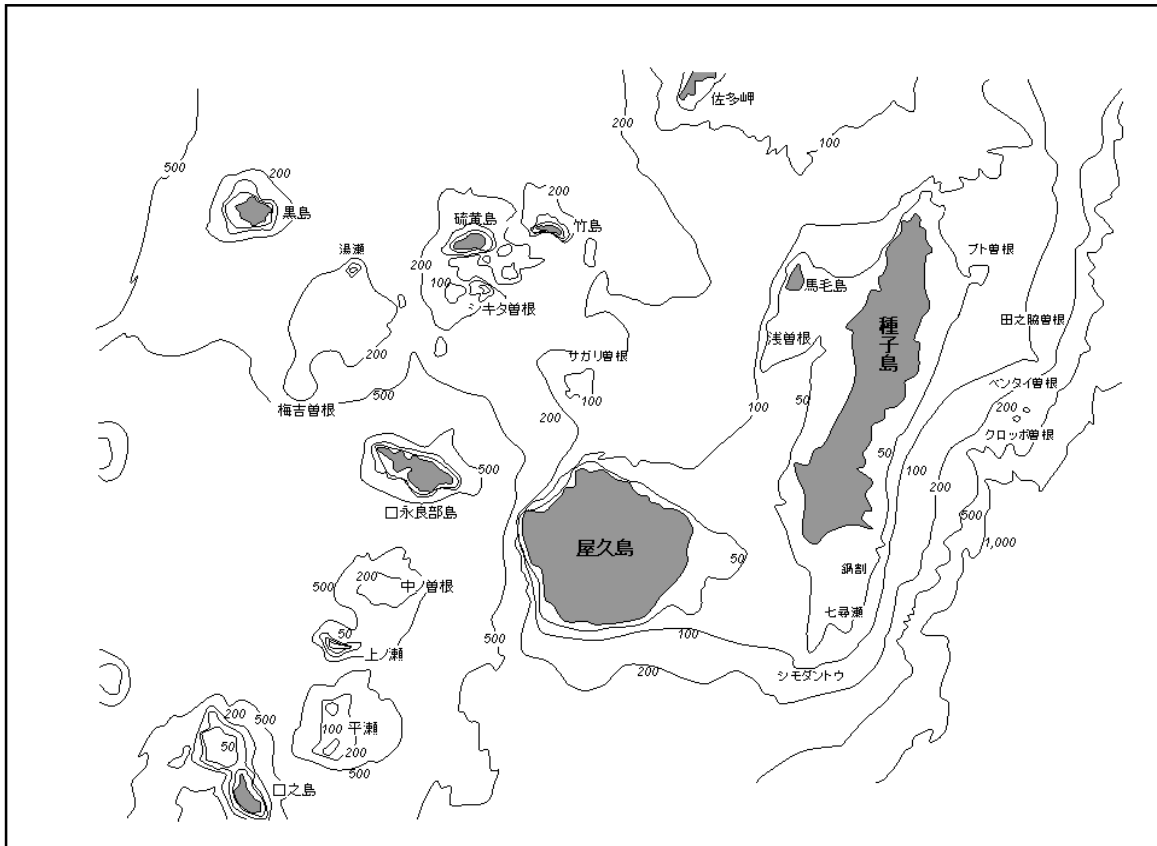 佐多岬
200
100
500
200
黒島
湯瀬
200
硫黄島
竹島
200
100
シキタ曽根
ブト曽根
馬毛島
種子島
浅曽根
田之脇曽根
サガリ曽根
100
200
500
梅吉曽根
200
100
50
ベンタイ曽根
200
クロッポ曽根
500
口永良部島
屋久島
50
50
100
200
500
1,000
鍋割
七尋瀬
500
200
中ノ曽根
50
上ノ瀬
500
100
200
シモダントウ
200
500
50
平瀬
100
200
500
口之島